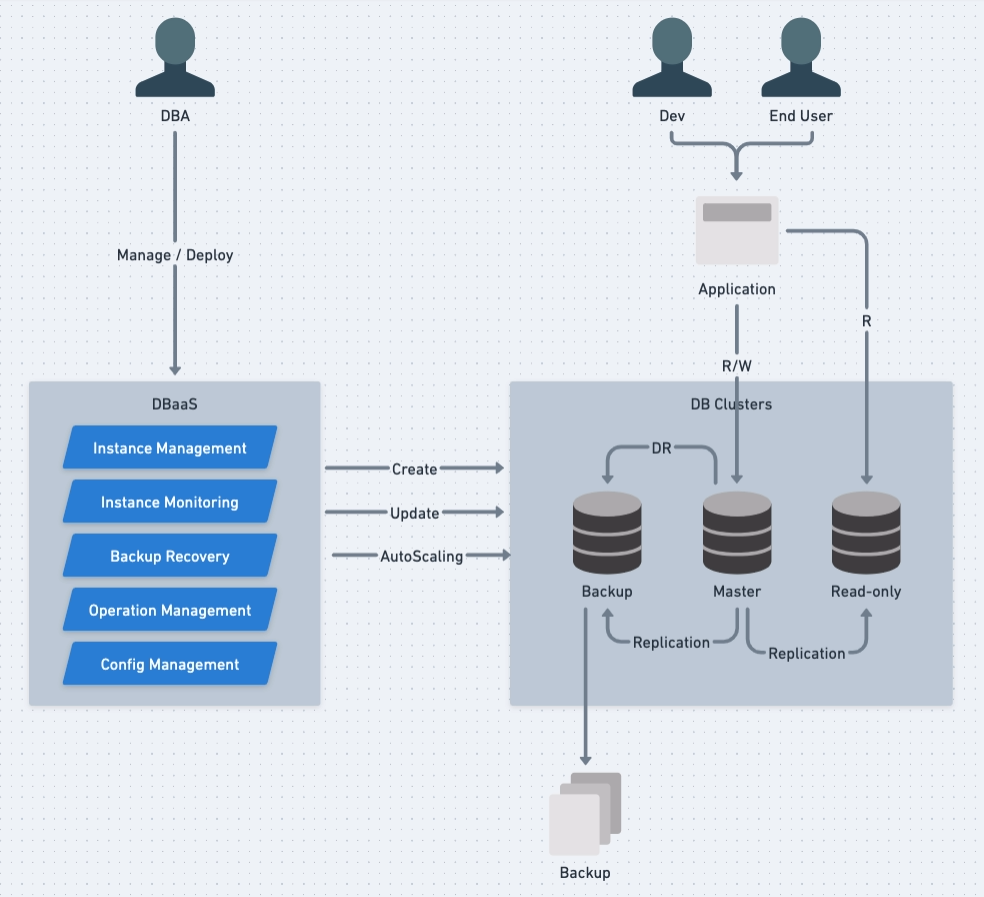 DBA
Dev
End User
Manage / Deploy
Application
R
R/W
DBaaS
Instance Management
Instance Monitoring
Backup Recovery
Operation Management
Config Management
Create
Update
AutoScaling
DB Clusters
DR
Backup
Master
Read-only
Replication
Replication
Backup